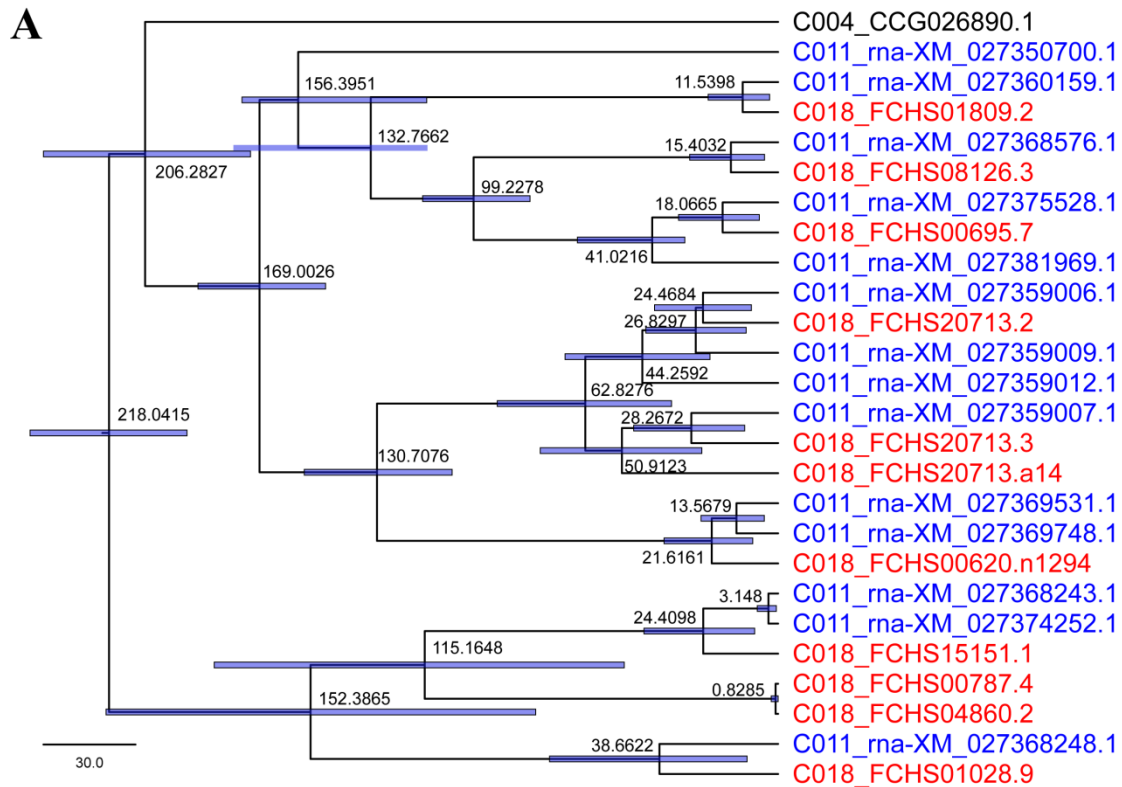 A
C004_CCG026890.1
C011_rna-XM_027350700.1
156.3951
11.5398
C011_rna-XM_027360159.1
C018_FCHS01809.2
132.7662
15.4032
C011_rna-XM_027368576.1
206.2827
C018_FCHS08126.3
99.2278
18.0665
C011_rna-XM_027375528.1
C018_FCHS00695.7
41.0216
C011_rna-XM_027381969.1
169.0026
24.4684
C011_rna-XM_027359006.1
26.8297
C018_FCHS20713.2
C011_rna-XM_027359009.1
44.2592
C011_rna-XM_027359012.1
62.8276
28.2672
C011_rna-XM_027359007.1
218.0415
C018_FCHS20713.3
130.7076
50.9123
C018_FCHS20713.a14
13.5679
C011_rna-XM_027369531.1
C011_rna-XM_027369748.1
21.6161
C018_FCHS00620.n1294
3.148
C011_rna-XM_027368243.1
24.4098
C011_rna-XM_027374252.1
115.1648
C018_FCHS15151.1
0.8285
C018_FCHS00787.4
152.3865
C018_FCHS04860.2
38.6622
C011_rna-XM_027368248.1
30.0
C018_FCHS01028.9